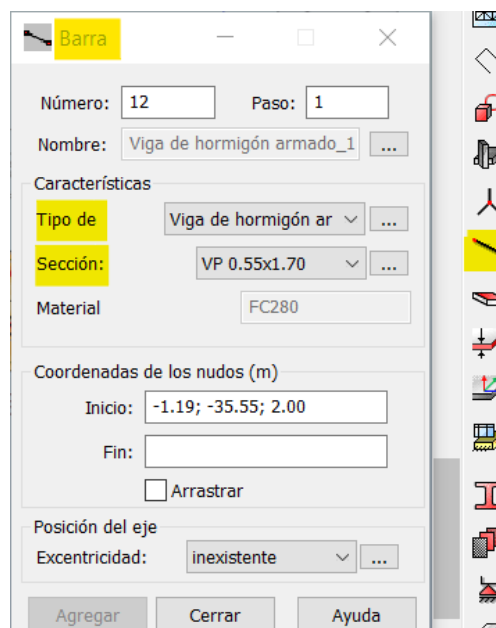 Barra
Número: 12 Paso: 1
Nombre: Viga de hormigón armado_1 ...
Características
Tipo de Viga de hormigón ar ...
Sección: VP 0.55x1.70 ...
Material FC280
Coordenadas de los nudos (m)
Inicio: -1.19; -35.55; 2.00
Fin:
Arrastrar
Posición del eje
Excentricidad: inexistente ...
Agregar Cerrar Ayuda